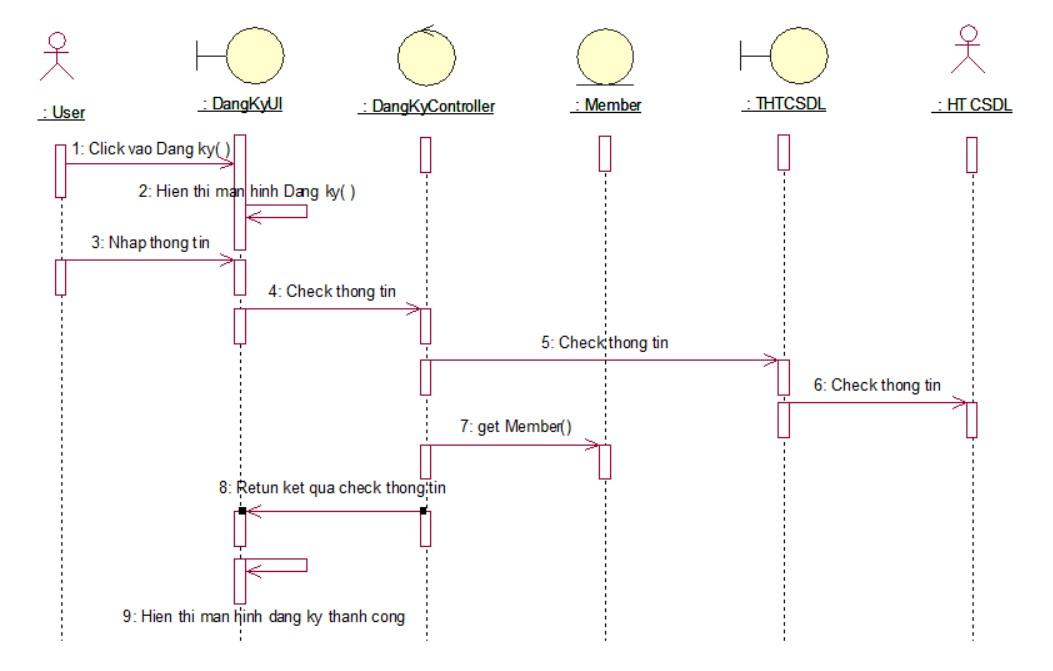 : User
: DangKyUI
: DangKyController
: Member
: THTCSDL
: HTCSDL
1: Click vao Dang ky( )
2: Hien thi man hinh Dang ky( )
3: Nhap thong tin
4: Check thong tin
5: Check thong tin
6: Check thong tin
7: get Member()
8: Retun ket qua check thong tin
9: Hien thi man hinh dang ky thanh cong